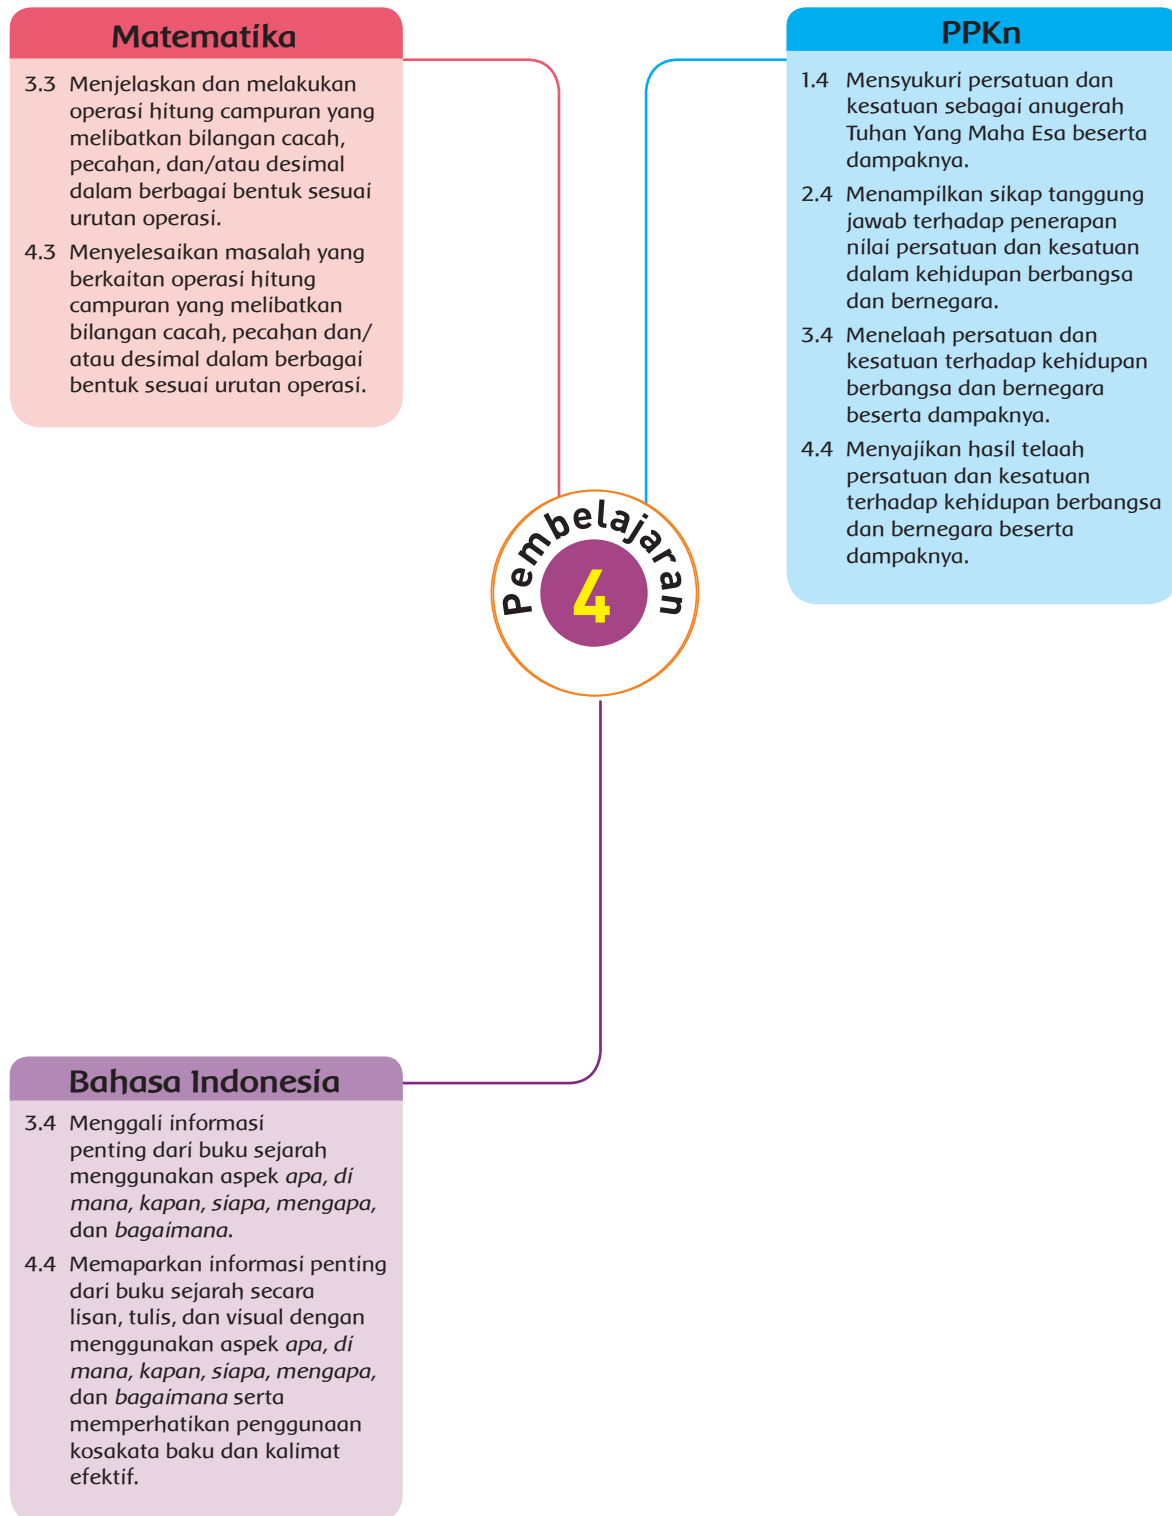 Matematika
3.3 Menjelaskan dan melakukan
operasi hitung campuran yang
melibatkan bilangan cacah,
pecahan, dan/atau desimal
dalam berbagai bentuk sesuai
urutan operasi.
4.3 Menyelesaikan masalah yang
berkaitan operasi hitung
campuran yang melibatkan
bilangan cacah, pecahan dan/
atau desimal dalam berbagai
bentuk sesuai urutan operasi.
PPKn
1.4 Mensyukuri persatuan dan
kesatuan sebagai anugerah
Tuhan Yang Maha Esa beserta
dampaknya.
2.4 Menampilkan sikap tanggung
jawab terhadap penerapan
nilai persatuan dan kesatuan
dalam kehidupan berbangsa
dan bernegara.
3.4 Menelaah persatuan dan
kesatuan terhadap kehidupan
berbangsa dan bernegara
beserta dampaknya.
4.4 Menyajikan hasil telaah
persatuan dan kesatuan
terhadap kehidupan berbangsa
dan bernegara beserta
dampaknya.
Pembelajaran
4
Bahasa Indonesia
3.4 Menggali informasi
penting dari buku sejarah
menggunakan aspek apa, di
mana, kapan, siapa, mengapa,
dan bagaimana.
4.4 Memaparkan informasi penting
dari buku sejarah secara
lisan, tulis, dan visual dengan
menggunakan aspek apa, di
mana, kapan, siapa, mengapa,
dan bagaimana serta
memperhatikan penggunaan
kosakata baku dan kalimat
efektif.